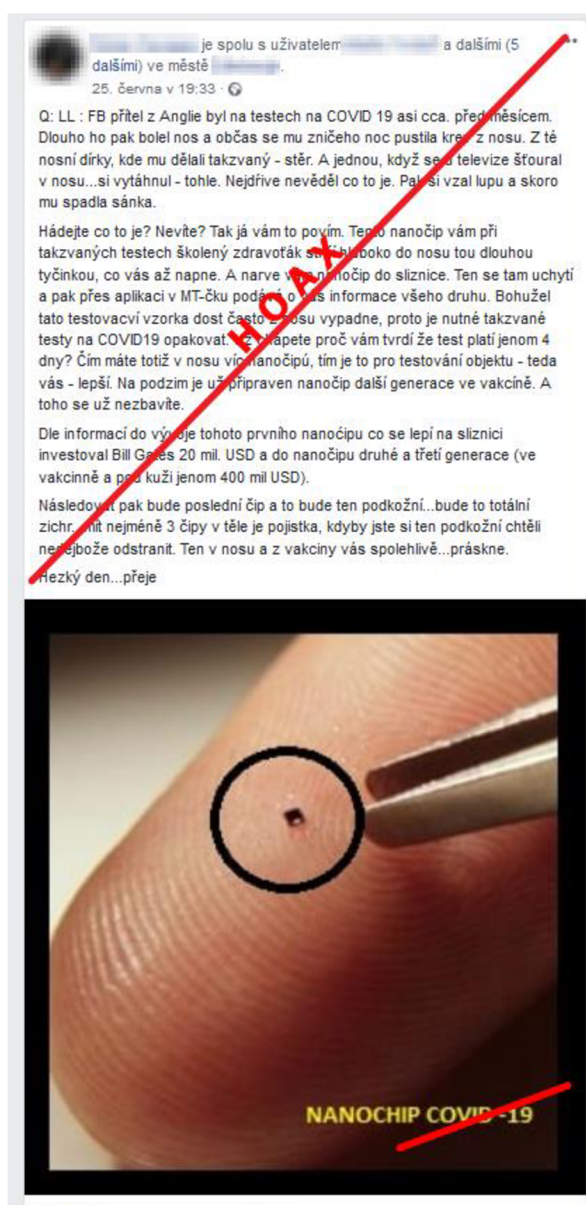 je spolu s uživatelem a dalšími (5
dalšími) ve městě .
25. června v 19:33 ·
Q: LL : FB přítel z Anglie byl na testech na COVID 19 asi cca. před měsícem.
Dlouho ho pak bolel nos a občas se mu zničeho noc pustila krev z nosu. Z té
nosní dírky, kde mu dělali takzvaný - stěr. A jednou, když se u televize šťoural
v nosu...si vytáhnul - tohle. Nejdříve nevěděl co to je. Pak si vzal lupu a skoro
mu spadla sánka.
Hádejte co to je? Nevíte? Tak já vám to povím. Tento nanočip vám při
takzvaných testech školený zdravoťák hluboko do nosu tou dlouhou
tyčinkou, co vás až napne. A narve vám nanočip do sliznice. Ten se tam uchytí
a pak přes aplikaci v MT-čku podává o vás informace všeho druhu. Bohužel
tato testovacví vzorka dost často z nosu vypadne, proto je nutné takzvané
testy na COVID19 opakovat. Už chápete proč vám tvrdí že test platí jenom 4
dny? Čím máte totiž v nosu víc nanočipú, tím je to pro testování objektu - teda
vás - lepší. Na podzim je už připraven nanočip další generace ve vakcíně. A
toho se už nezbavíte.
Dle informací do vývoje tohoto prvního nanoćipu co se lepí na sliznici
investoval Bill Gates 20 mil. USD a do nanočipu druhé a třetí generace (ve
vakcinně a pod kuži jenom 400 mil USD).
Následovat pak bude poslední čip a to bude ten podkožní...bude to totální
zichr. mit nejméně 3 čipy v těle je pojistka, kdyby jste si ten podkožní chtěli
nedejbože odstranit. Ten v nosu a z vakciny vás spolehlivě...práskne.
Hezký den...přeje
HOAX
NANOCHIP COVID -19